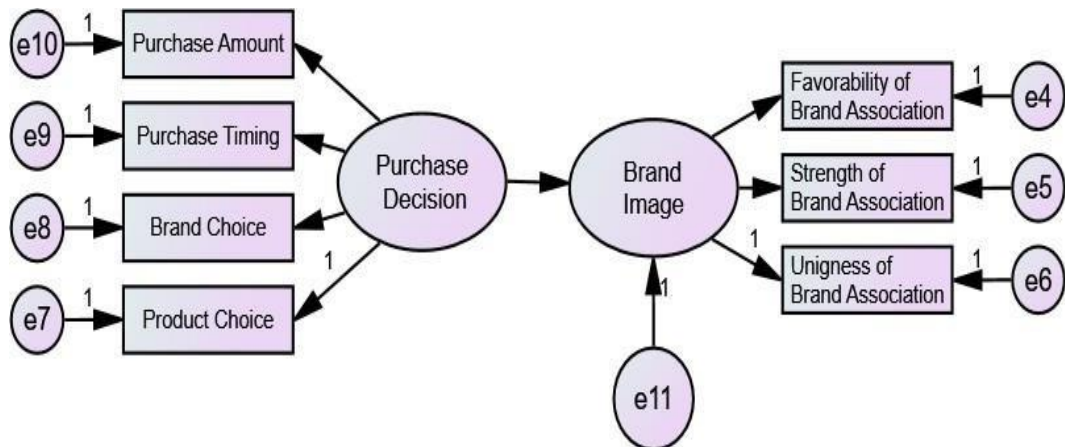 e10
1
Purchase Amount
e9
1
Purchase Timing
e8
1
Brand Choice
e7
1
Product Choice
1
Purchase
Decision
Brand
Image
1
e11
Favorability of
Brand Association
1
e4
Strength of
Brand Association
1
e5
1
Unigness of
Brand Association
1
e6